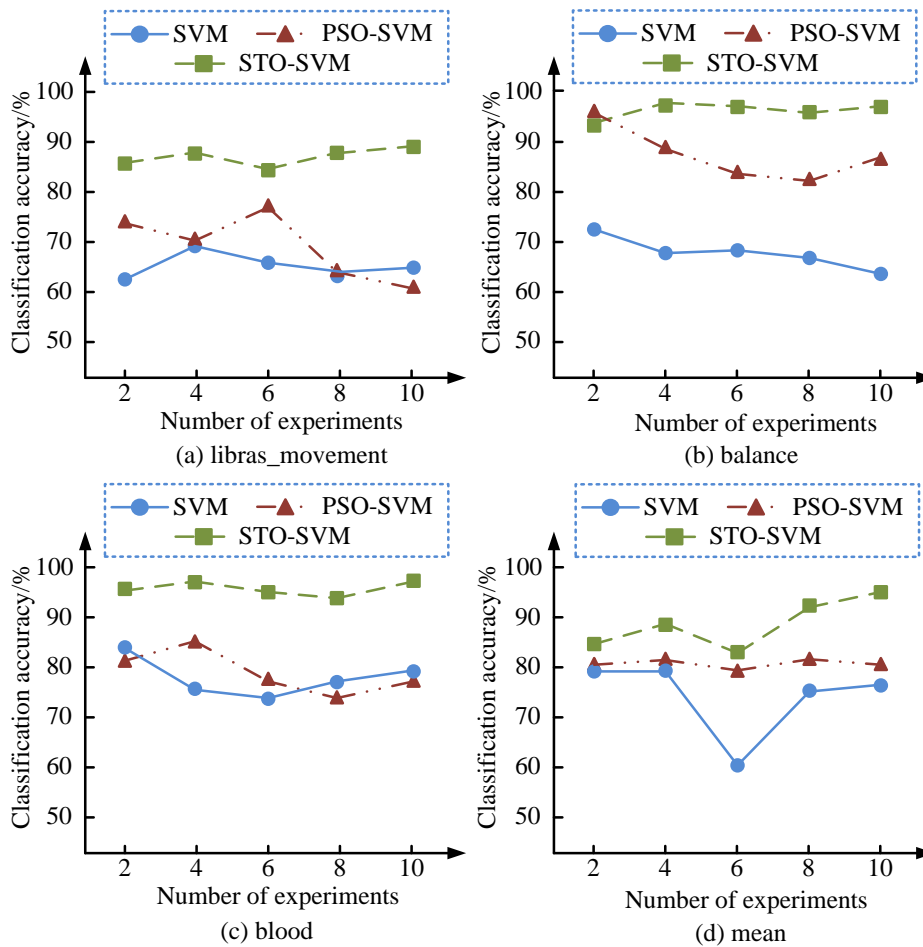 SVM
PSO-SVM
STO-SVM
Classification accuracy/%
100
90
80
70
60
50
2 4 6 8 10
Number of experiments
(a) libras_movement
SVM
PSO-SVM
STO-SVM
Classification accuracy/%
100
90
80
70
60
50
2 4 6 8 10
Number of experiments
(b) balance
SVM
PSO-SVM
STO-SVM
Classification accuracy/%
100
90
80
70
60
50
2 4 6 8 10
Number of experiments
(c) blood
SVM
PSO-SVM
STO-SVM
Classification accuracy/%
100
90
80
70
60
50
2 4 6 8 10
Number of experiments
(d) mean